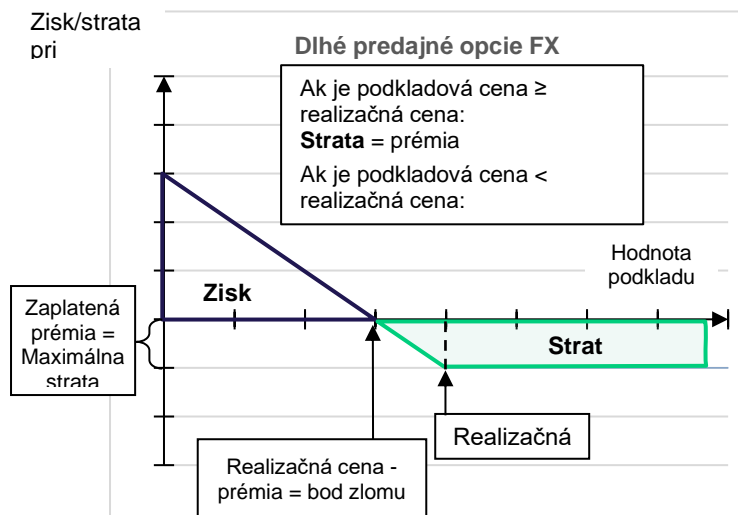 Zisk/strata
pri
Dlhé predajné opcie FX
Ak je podkladová cena ≥
realizačná cena:
Strata = prémia
Ak je podkladová cena <
realizačná cena:
Hodnota
podkladu
Zisk
Zaplatená
prémia =
Maximálna
strata
Strat
Realizačná
Realizačná cena -
prémia = bod zlomu